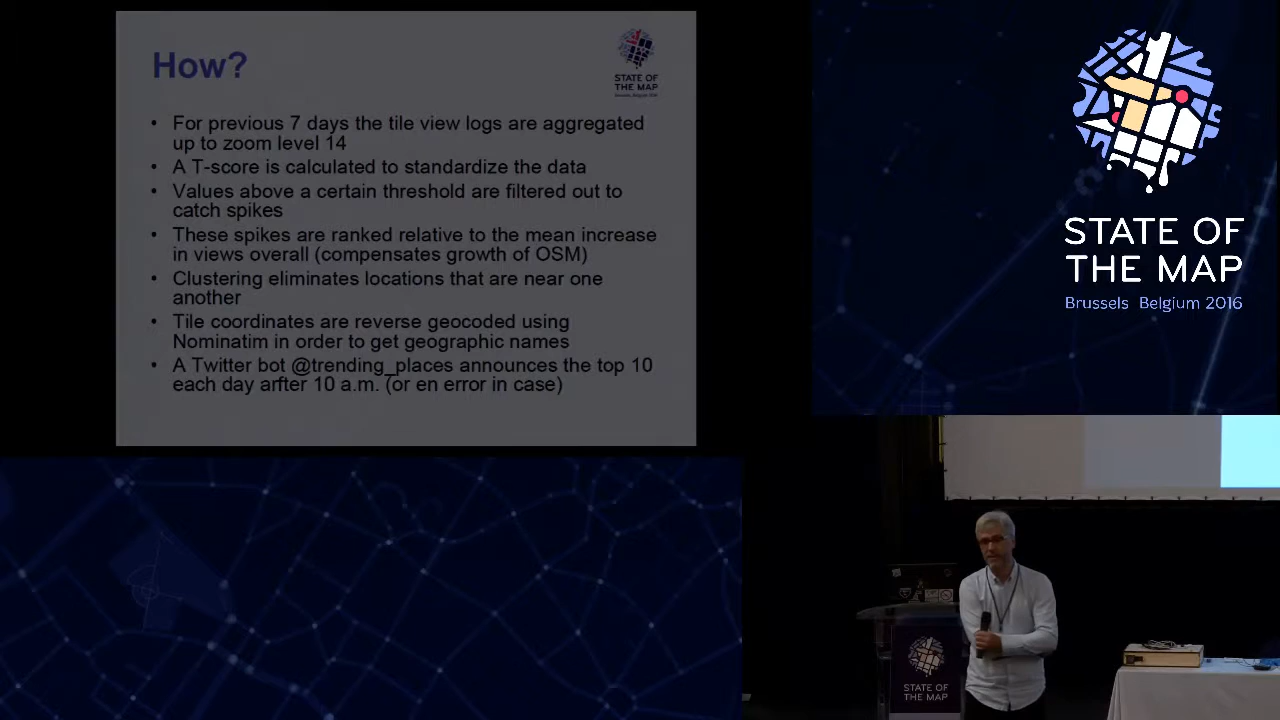 How?
STATE OF
THE MAP
Brussels, Belgium 2016
• For previous 7 days the tile view logs are aggregated
up to zoom level 14
• A T-score is calculated to standardize the data
• Values above a certain threshold are filtered out to
catch spikes
• These spikes are ranked relative to the mean increase
in views overall (compensates growth of OSM)
• Clustering eliminates locations that are near one
another
• Tile coordinates are reverse geocoded using
Nominatim in order to get geographic names
• A Twitter bot @trending_places announces the top 10
each day arfter 10 a.m. (or en error in case)
STATE OF
THE MAP
Brussels Belgium 2016
STATE OF
THE MAP